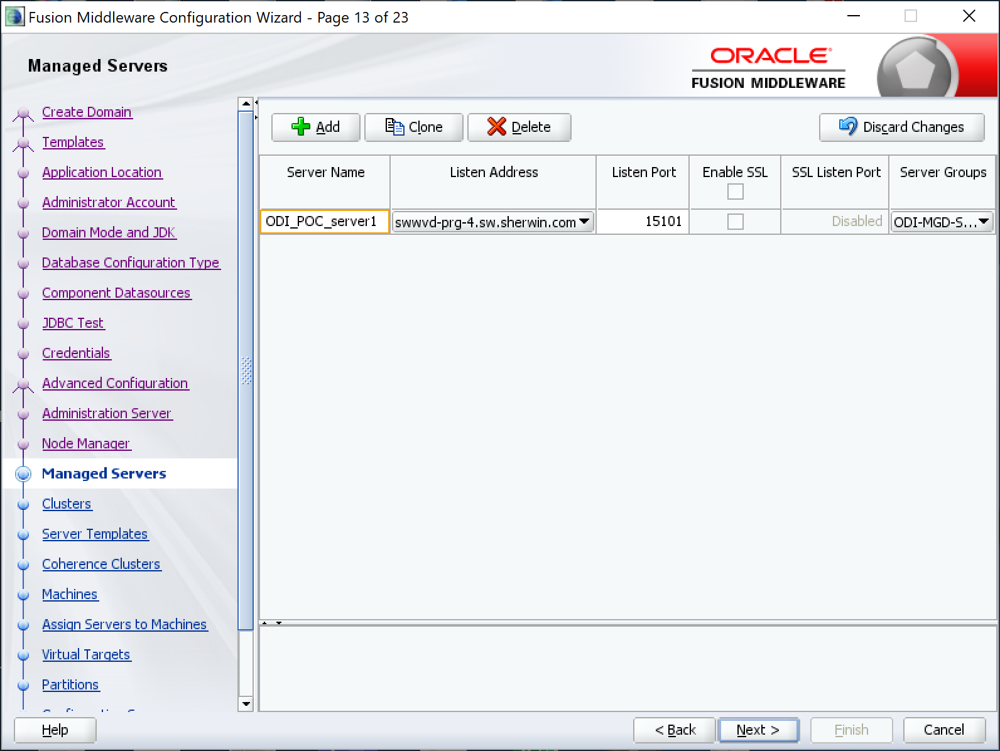 Fusion Middleware Configuration Wizard - Page 13 of 23
Managed Servers
ORACLE
FUSION MIDDLEWARE
Create Domain
Templates
Application Location
Administrator Account
Domain Mode and JDK
Database Configuration Type
Component Datasources
JDBC Test
Credentials
Advanced Configuration
Administration Server
Node Manager
Managed Servers
Clusters
Server Templates
Coherence Clusters
Machines
Assign Servers to Machines
Virtual Targets
Partitions
Add Clone Delete Discard Changes
Server Name Listen Address Listen Port Enable SSL SSL Listen Port Server Groups
ODI_POC_server1 swwvd-prg-4.sw.sherwin.com 15101 Disabled ODI-MGD-S...
Help < Back Next > Finish Cancel